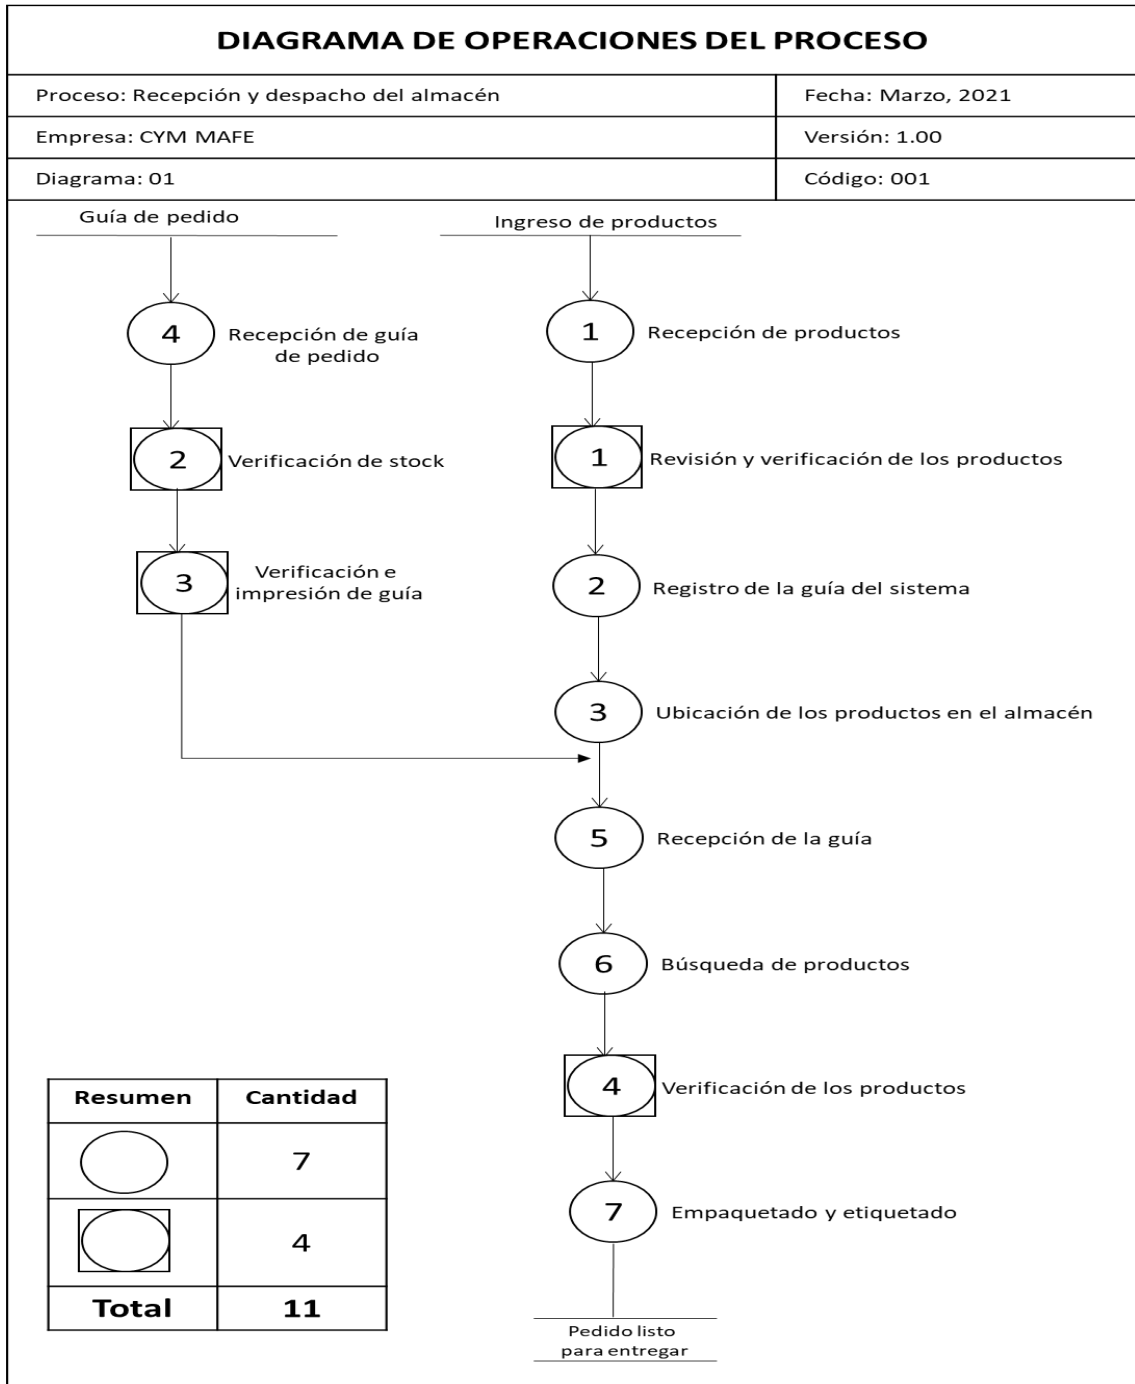 DIAGRAMA DE OPERACIONES DEL PROCESO
Proceso: Recepción y despacho del almacén
Fecha: Marzo, 2021
Empresa: CYM MAFE
Versión: 1.00
Diagrama: 01
Código: 001
Guía de pedido
Ingreso de productos
4
Recepción de guía
de pedido
1
Recepción de productos
2
Verificación de stock
1
Revisión y verificación de los productos
3
Verificación e
impresión de guía
2
Registro de la guía del sistema
3
Ubicación de los productos en el almacén
5
Recepción de la guía
6
Búsqueda de productos
4
Verificación de los productos
7
Empaquetado y etiquetado
Pedido listo
para entregar
Resumen
Cantidad
7
4
Total
11